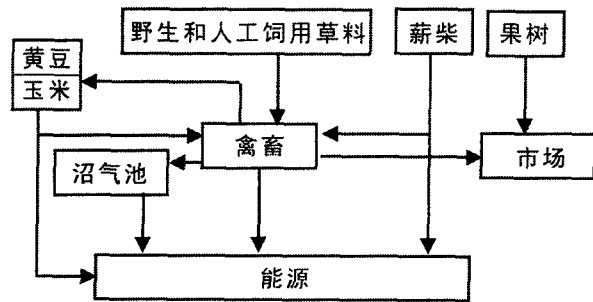 野生和人工饲用草料
薪柴
果树
黄豆
玉米
禽畜
市场
沼气池
能源